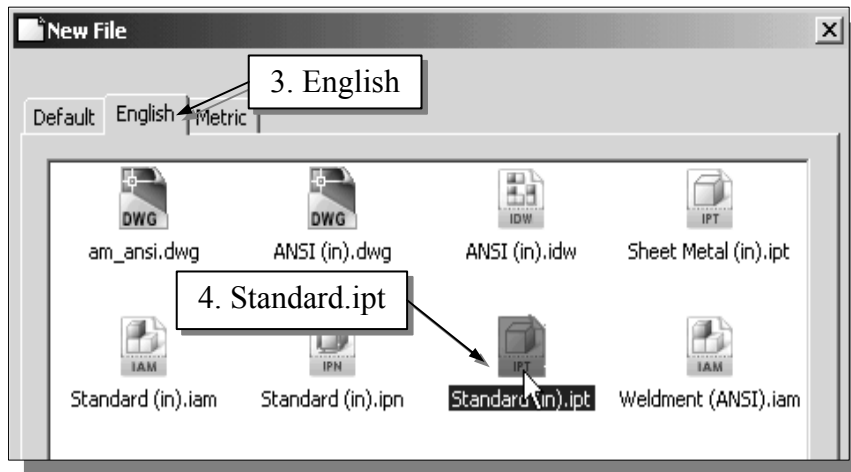 New File
3. English
Default English Metric
DWG DWG IDW IPT
am_ansi.dwg ANSI (in).dwg ANSI (in).idw Sheet Metal (in).ipt
4. Standard.ipt
IAM IPN IPT IAM
Standard (in).iam Standard (in).ipn Standard (in).ipt Weldment (ANSI).iam